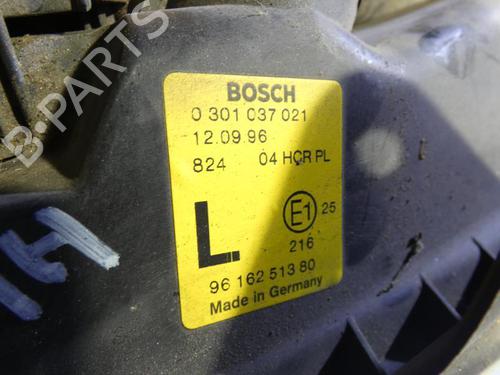 B-PARTS
BOSCH
0 301 037 021
12.09.96
824 04 HCR PL
L E1 25
216
96 162 513 80
Made in Germany